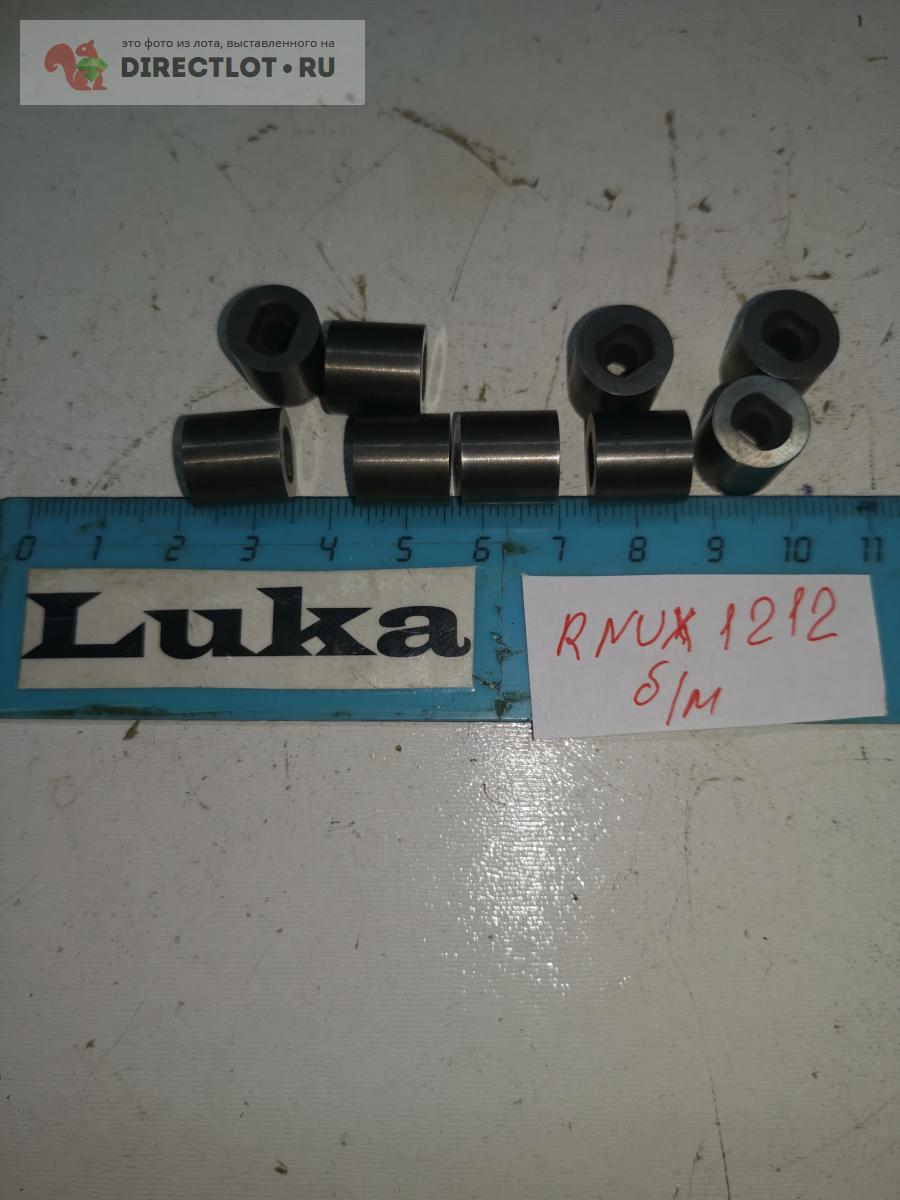 это фото из лота, выставленного на
DIRECTLOT•RU
0 1 2 3 4 5 6 7 8 9 10 11
Luka
RNUX 1212
б/м